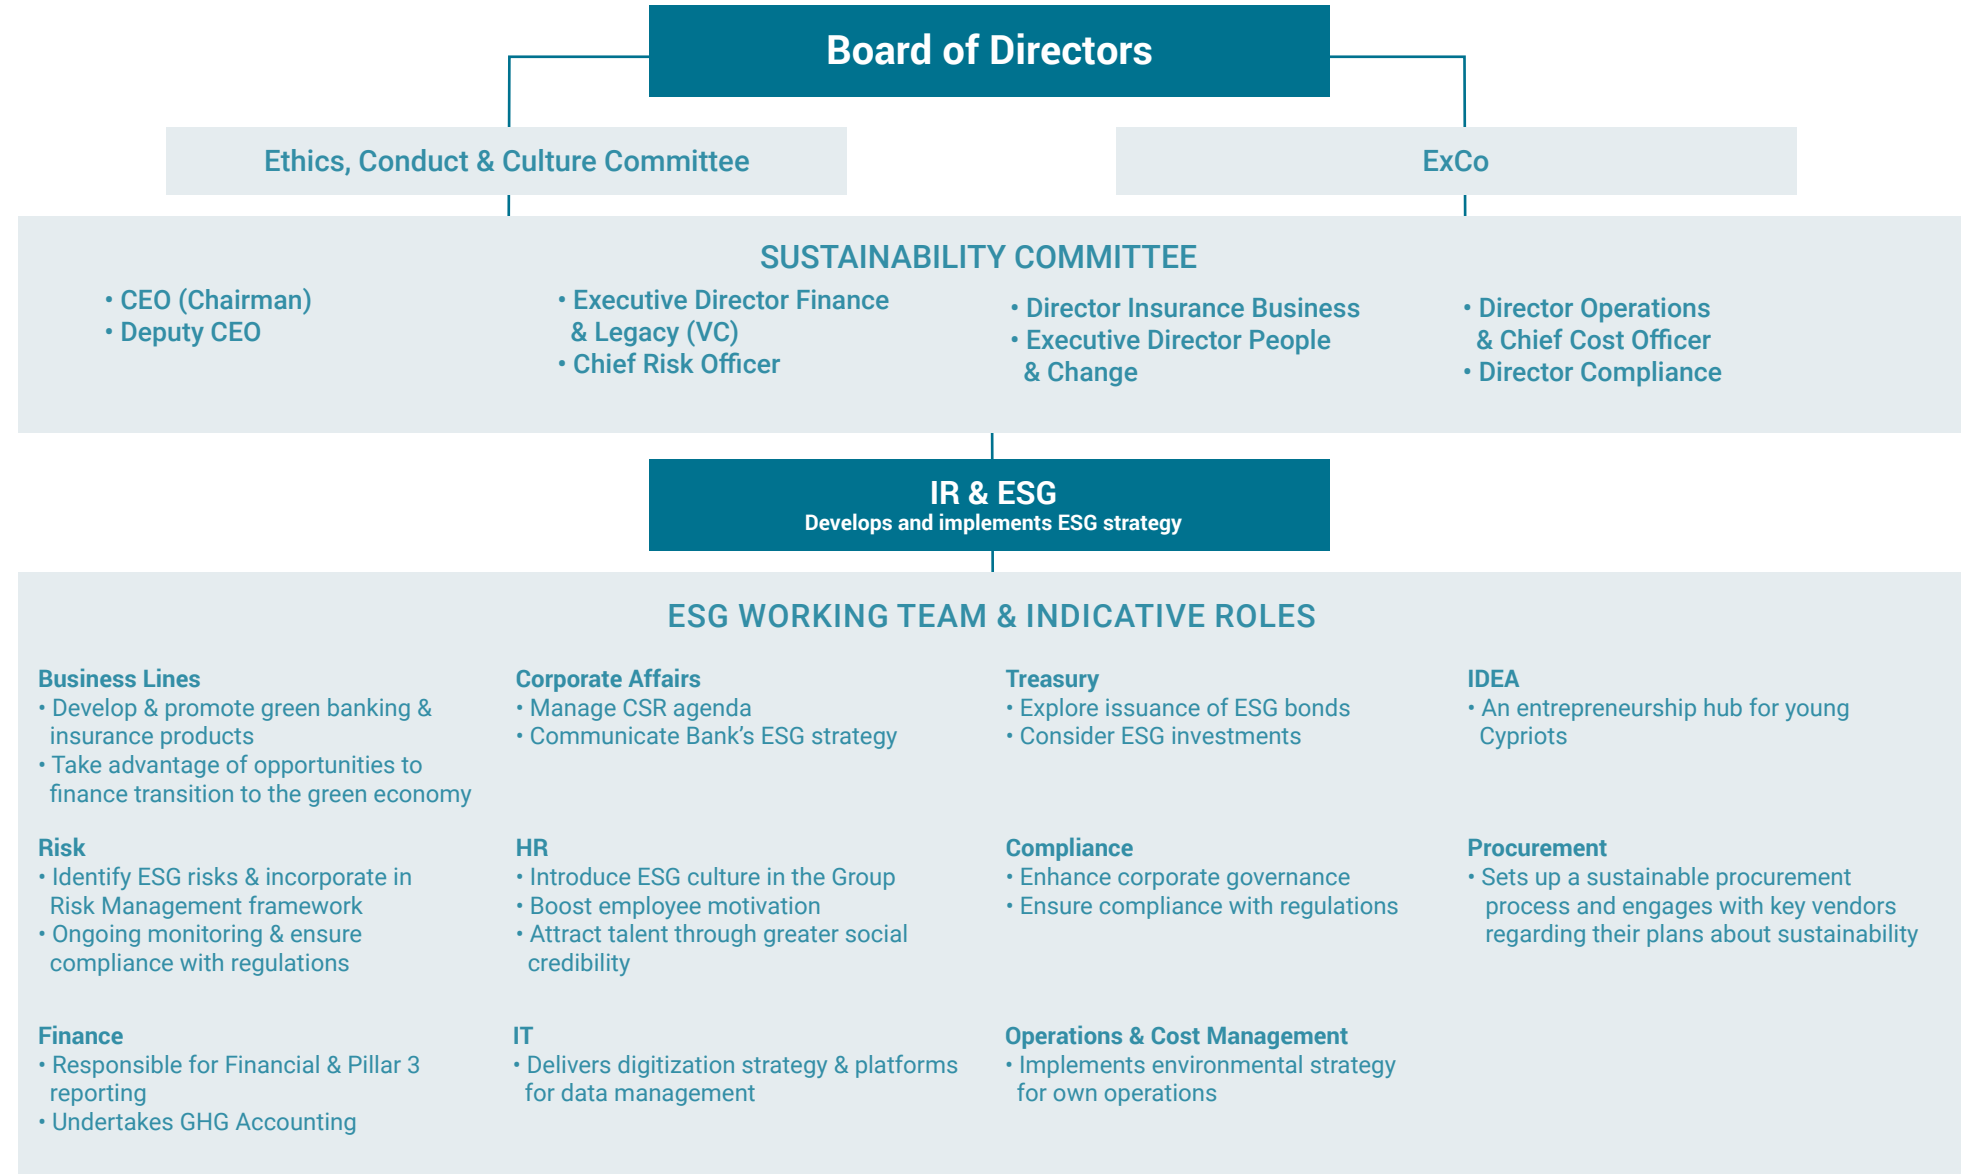 Board of Directors
Ethics, Conduct & Culture Committee
ExCo
SUSTAINABILITY COMMITTEE
• CEO (Chairman)
• Deputy CEO
• Executive Director Finance
& Legacy (VC)
• Chief Risk Officer
• Director Insurance Business
• Executive Director People
& Change
• Director Operations
& Chief Cost Officer
• Director Compliance
IR & ESG
Develops and implements ESG strategy
ESG WORKING TEAM & INDICATIVE ROLES
Business Lines
• Develop & promote green banking &
insurance products
• Take advantage of opportunities to
finance transition to the green economy
Corporate Affairs
• Manage CSR agenda
• Communicate Bank's ESG strategy
Treasury
• Explore issuance of ESG bonds
• Consider ESG investments
IDEA
• An entrepreneurship hub for young
Cypriots
Risk
• Identify ESG risks & incorporate in
Risk Management framework
• Ongoing monitoring & ensure
compliance with regulations
HR
• Introduce ESG culture in the Group
• Boost employee motivation
• Attract talent through greater social
credibility
Compliance
• Enhance corporate governance
• Ensure compliance with regulations
Procurement
• Sets up a sustainable procurement
process and engages with key vendors
regarding their plans about sustainability
Finance
• Responsible for Financial & Pillar 3
reporting
• Undertakes GHG Accounting
IT
• Delivers digitization strategy & platforms
for data management
Operations & Cost Management
• Implements environmental strategy
for own operations